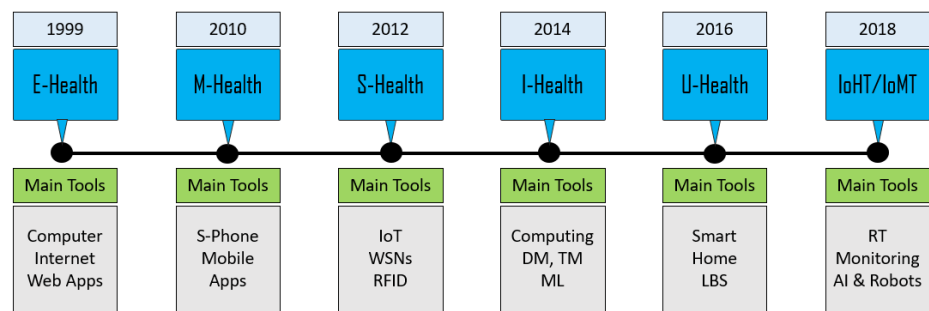 1999
2010
2012
2014
2016
2018
E-Health
M-Health
S-Health
I-Health
U-Health
IoHT/IoMT
Main Tools
Main Tools
Main Tools
Main Tools
Main Tools
Main Tools
Computer
Internet
Web Apps
S-Phone
Mobile
Apps
IoT
WSNs
RFID
Computing
DM, TM
ML
Smart
Home
LBS
RT
Monitoring
AI & Robots